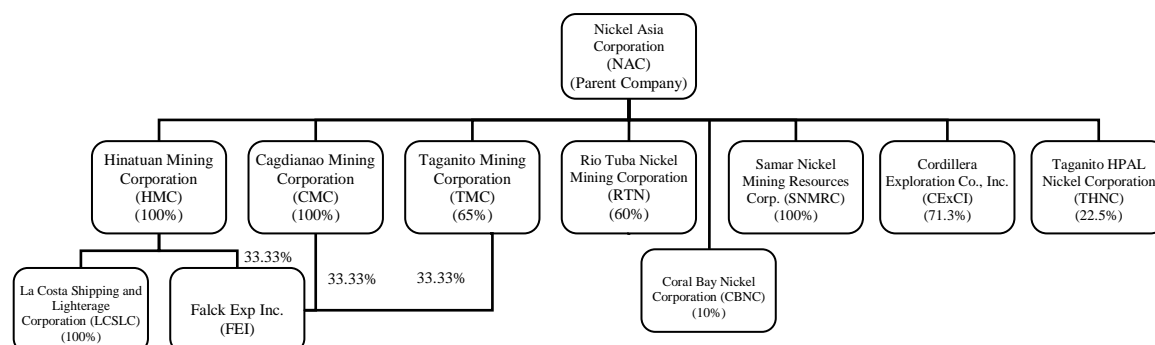 Nickel Asia
Corporation
(NAC)
(Parent Company)
Hinatuan Mining
Corporation
(HMC)
(100%)
Cagdianao Mining
Corporation
(CMC)
(100%)
Taganito Mining
Corporation
(TMC)
(65%)
Rio Tuba Nickel
Mining Corporation
(RTN)
(60%)
Samar Nickel
Mining Resources
Corp. (SNMRC)
(100%)
Cordillera
Exploration Co., Inc.
(CExCI)
(71.3%)
Taganito HPAL
Nickel Corporation
(THNC)
(22.5%)
33.33%
33.33%
33.33%
La Costa Shipping and
Lighterage
Corporation (LCSLC)
(100%)
Falck Exp Inc.
(FEI)
Coral Bay Nickel
Corporation (CBNC)
(10%)